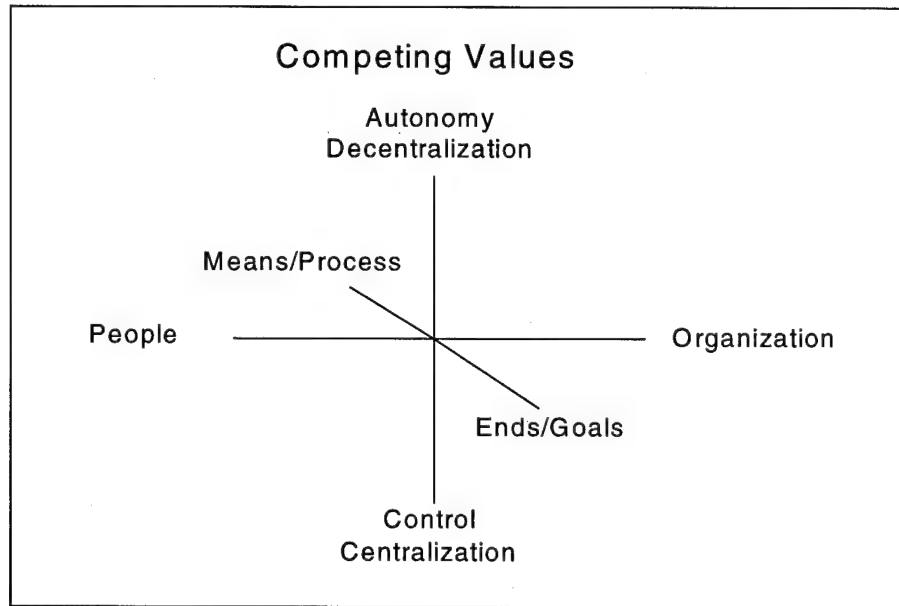 Competing Values
Autonomy
Decentralization
Means/Process
People
Organization
Ends/Goals
Control
Centralization